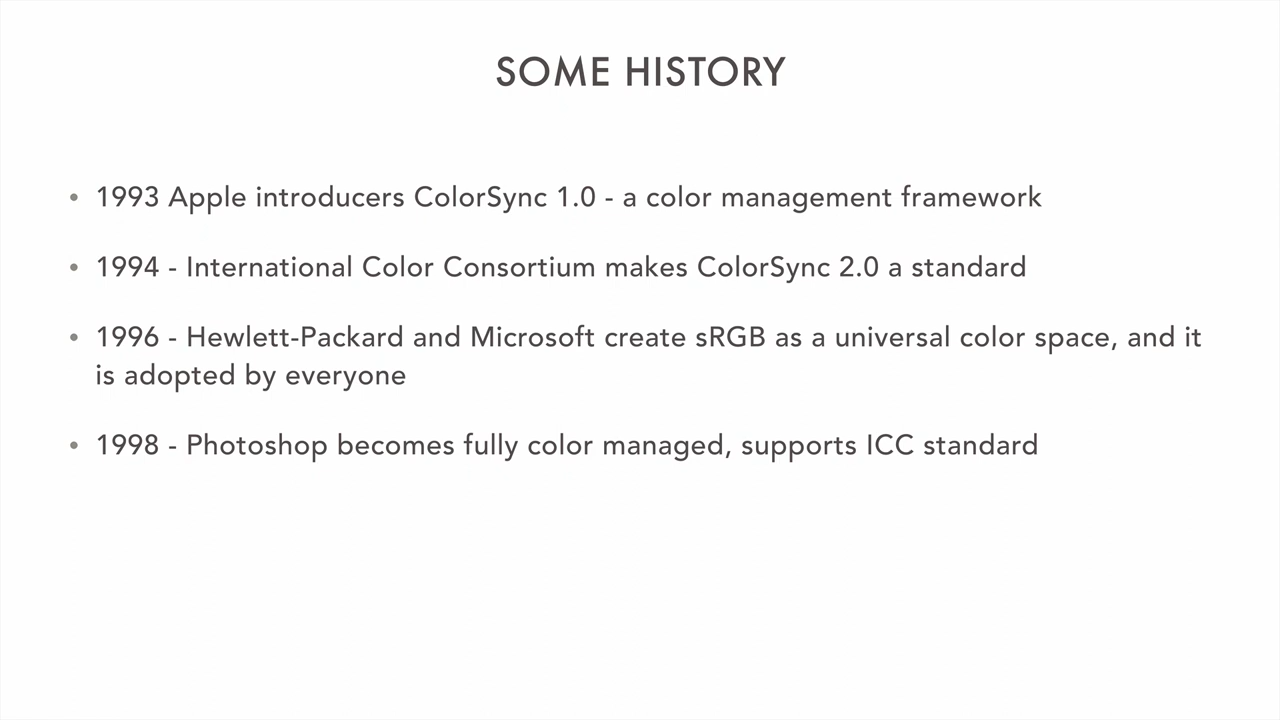 SOME HISTORY
• 1993 Apple introducers ColorSync 1.0 - a color management framework
• 1994 - International Color Consortium makes ColorSync 2.0 a standard
• 1996 - Hewlett-Packard and Microsoft create sRGB as a universal color space, and it
is adopted by everyone
• 1998 - Photoshop becomes fully color managed, supports ICC standard